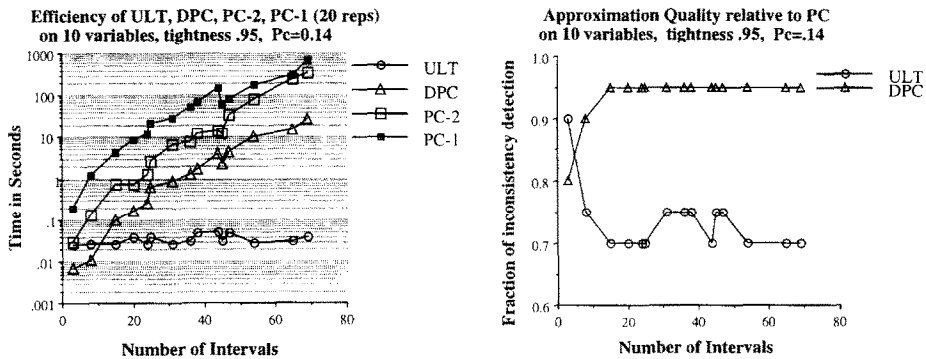 Efficiency of ULT, DPC, PC-2, PC-1 (20 reps)
on 10 variables, tightness .95, Pc=0.14
1000
100
10
1
.1
.01
.001
0
20
40
60
80
Time in Seconds
Number of Intervals
ULT
DPC
PC-2
PC-1
Approximation Quality relative to PC
on 10 variables, tightness .95, Pc=.14
1.0
0.9
0.8
0.7
0.6
0
10
20
30
40
50
60
70
80
Fraction of inconsistency detection
Number of Intervals
ULT
DPC